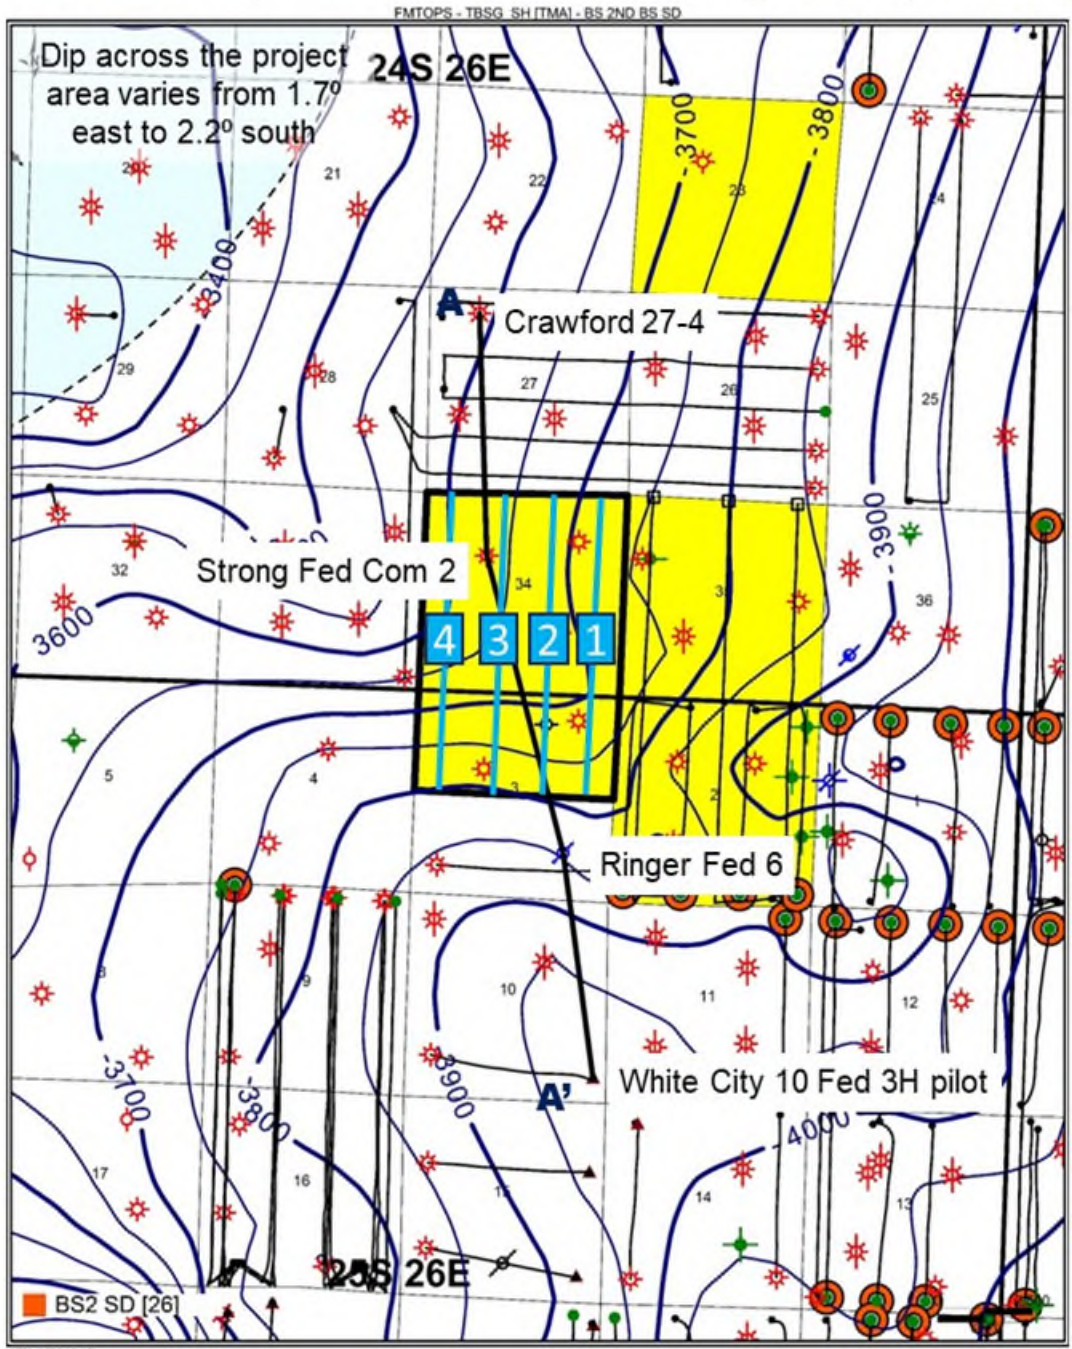 FMTOPS - TBSG_SH [TMA] - BS 2ND BS SD
Dip across the project
area varies from 1.7º
east to 2.2º south
24S 26E
-3700
-3800
20
21
22
23
24
3400
A
Crawford 27-4
29
28
27
26
25
-3900
32
Strong Fed Com 2
34
36
3600
4 3 2 1
5
4
3
2
1
Ringer Fed 6
8
9
10
11
12
-3700
-3800
-3900
A'
White City 10 Fed 3H pilot
-4000
17
16
15
14
13
25S 26E
BS2 SD [26]